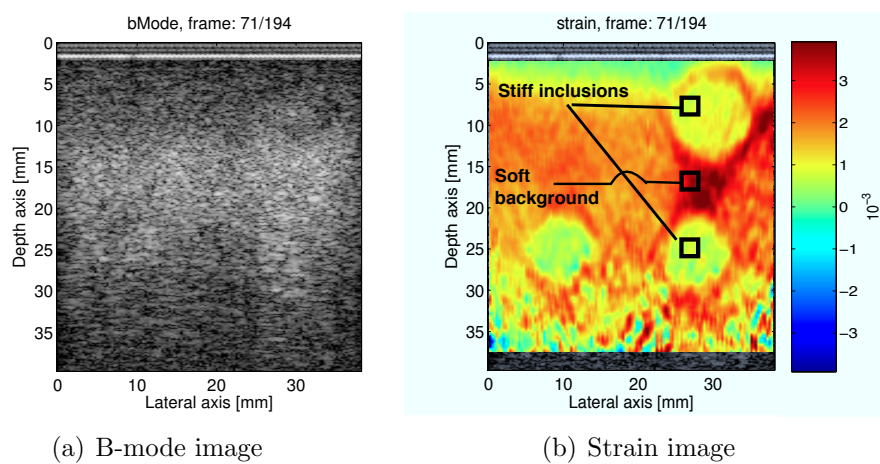 bMode, frame: 71/194
0
5
10
15
20
25
30
35
Depth axis [mm]
0
10
20
30
Lateral axis [mm]
(a) B-mode image
strain, frame: 71/194
0
5
10
15
20
25
30
35
Depth axis [mm]
Stiff inclusions
Soft
background
0
10
20
30
Lateral axis [mm]
3
2
1
0
−1
−2
−3
10⁻³
(b) Strain image